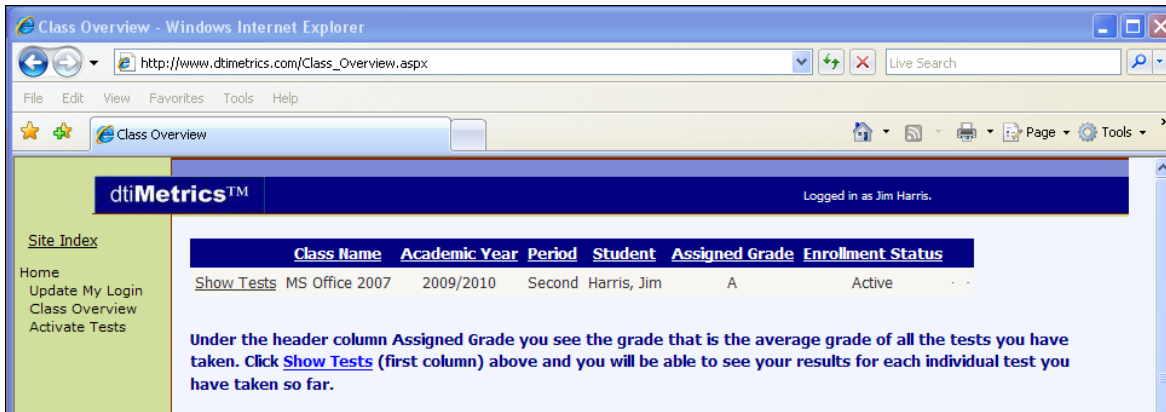 Class Overview - Windows Internet Explorer
http://www.dtimetrics.com/Class_Overview.aspx
Live Search
File Edit View Favorites Tools Help
Class Overview
Page Tools
dtiMetrics™
Logged in as Jim Harris.
Site Index
Home
Update My Login
Class Overview
Activate Tests
Class Name Academic Year Period Student Assigned Grade Enrollment Status
Show Tests MS Office 2007 2009/2010 Second Harris, Jim A Active
Under the header column Assigned Grade you see the grade that is the average grade of all the tests you have
taken. Click Show Tests (first column) above and you will be able to see your results for each individual test you
have taken so far.